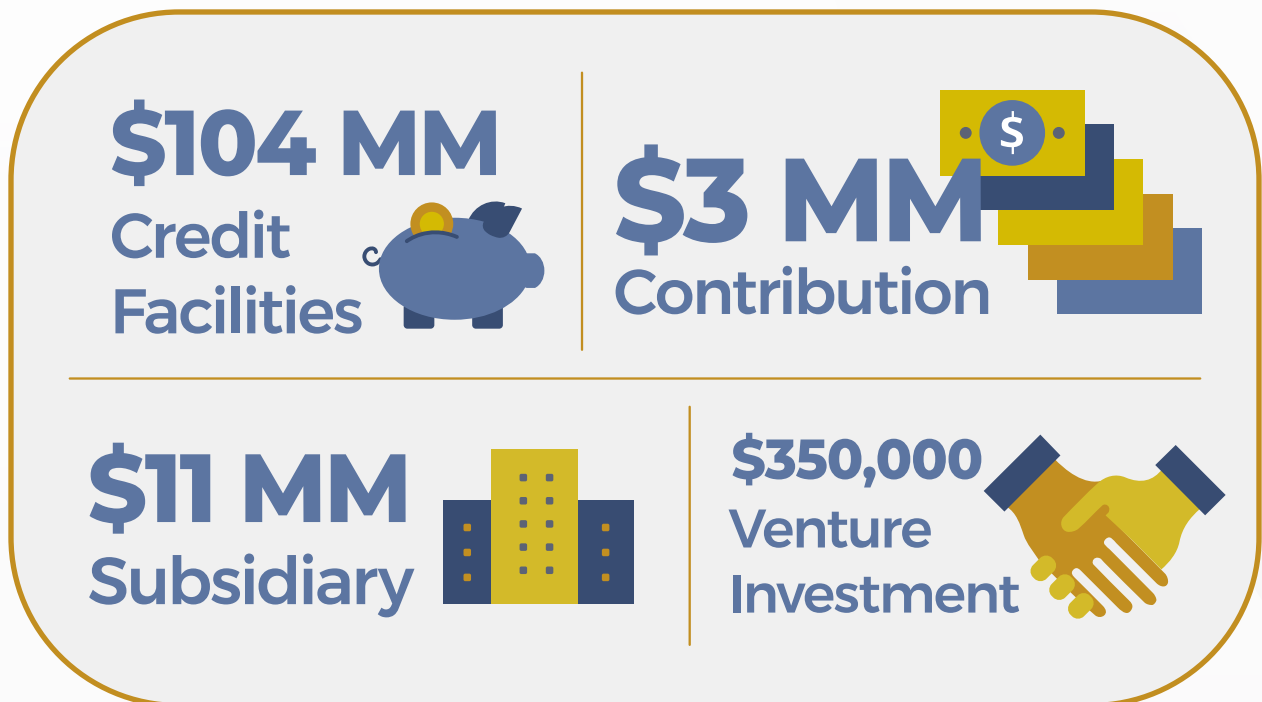 $104 MM
Credit
Facilities
$
$3 MM
Contribution
$11 MM
Subsidiary
$350,000
Venture
Investment